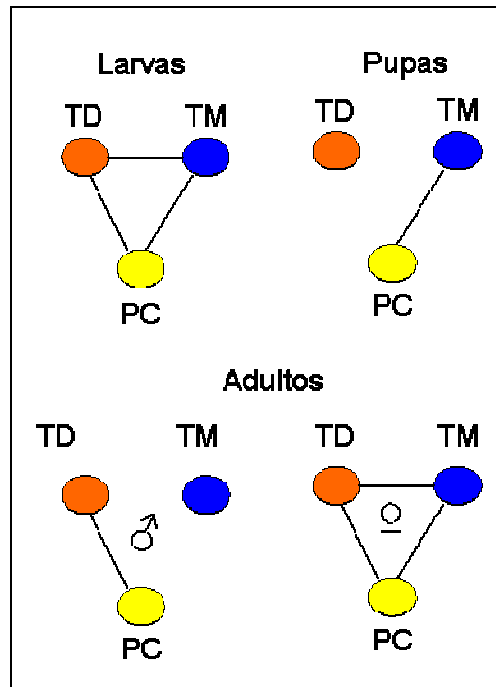 Larvas
Pupas
TD TM
TD TM
PC
PC
Adultos
TD TM
TD TM
♂
♀
PC
PC